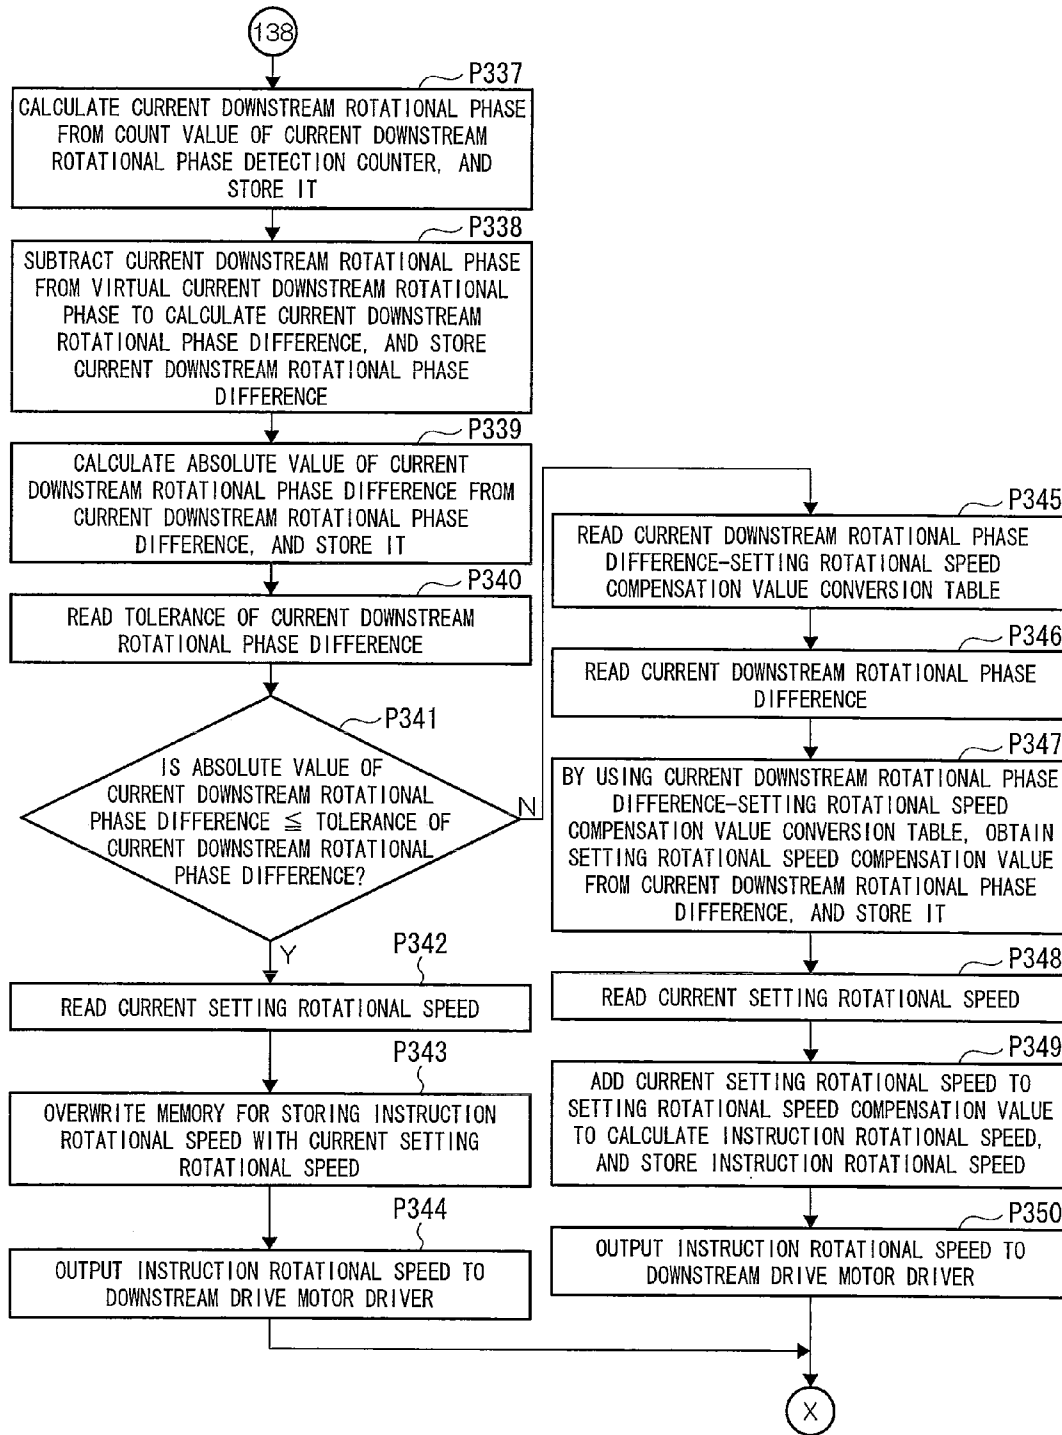 138
P337
CALCULATE CURRENT DOWNSTREAM ROTATIONAL PHASE
FROM COUNT VALUE OF CURRENT DOWNSTREAM
ROTATIONAL PHASE DETECTION COUNTER, AND
STORE IT
P338
SUBTRACT CURRENT DOWNSTREAM ROTATIONAL PHASE
FROM VIRTUAL CURRENT DOWNSTREAM ROTATIONAL
PHASE TO CALCULATE CURRENT DOWNSTREAM
ROTATIONAL PHASE DIFFERENCE, AND STORE
CURRENT DOWNSTREAM ROTATIONAL PHASE
DIFFERENCE
P339
CALCULATE ABSOLUTE VALUE OF CURRENT
DOWNSTREAM ROTATIONAL PHASE DIFFERENCE FROM
CURRENT DOWNSTREAM ROTATIONAL PHASE
DIFFERENCE, AND STORE IT
P340
READ TOLERANCE OF CURRENT DOWNSTREAM
ROTATIONAL PHASE DIFFERENCE
P341
IS ABSOLUTE VALUE OF
CURRENT DOWNSTREAM ROTATIONAL
PHASE DIFFERENCE ≦ TOLERANCE OF
CURRENT DOWNSTREAM ROTATIONAL
PHASE DIFFERENCE?
N
Y
P342
READ CURRENT SETTING ROTATIONAL SPEED
P343
OVERWRITE MEMORY FOR STORING INSTRUCTION
ROTATIONAL SPEED WITH CURRENT SETTING
ROTATIONAL SPEED
P344
OUTPUT INSTRUCTION ROTATIONAL SPEED TO
DOWNSTREAM DRIVE MOTOR DRIVER
P345
READ CURRENT DOWNSTREAM ROTATIONAL PHASE
DIFFERENCE-SETTING ROTATIONAL SPEED
COMPENSATION VALUE CONVERSION TABLE
P346
READ CURRENT DOWNSTREAM ROTATIONAL PHASE
DIFFERENCE
P347
BY USING CURRENT DOWNSTREAM ROTATIONAL PHASE
DIFFERENCE-SETTING ROTATIONAL SPEED
COMPENSATION VALUE CONVERSION TABLE, OBTAIN
SETTING ROTATIONAL SPEED COMPENSATION VALUE
FROM CURRENT DOWNSTREAM ROTATIONAL PHASE
DIFFERENCE, AND STORE IT
P348
READ CURRENT SETTING ROTATIONAL SPEED
P349
ADD CURRENT SETTING ROTATIONAL SPEED TO
SETTING ROTATIONAL SPEED COMPENSATION VALUE
TO CALCULATE INSTRUCTION ROTATIONAL SPEED,
AND STORE INSTRUCTION ROTATIONAL SPEED
P350
OUTPUT INSTRUCTION ROTATIONAL SPEED TO
DOWNSTREAM DRIVE MOTOR DRIVER
X